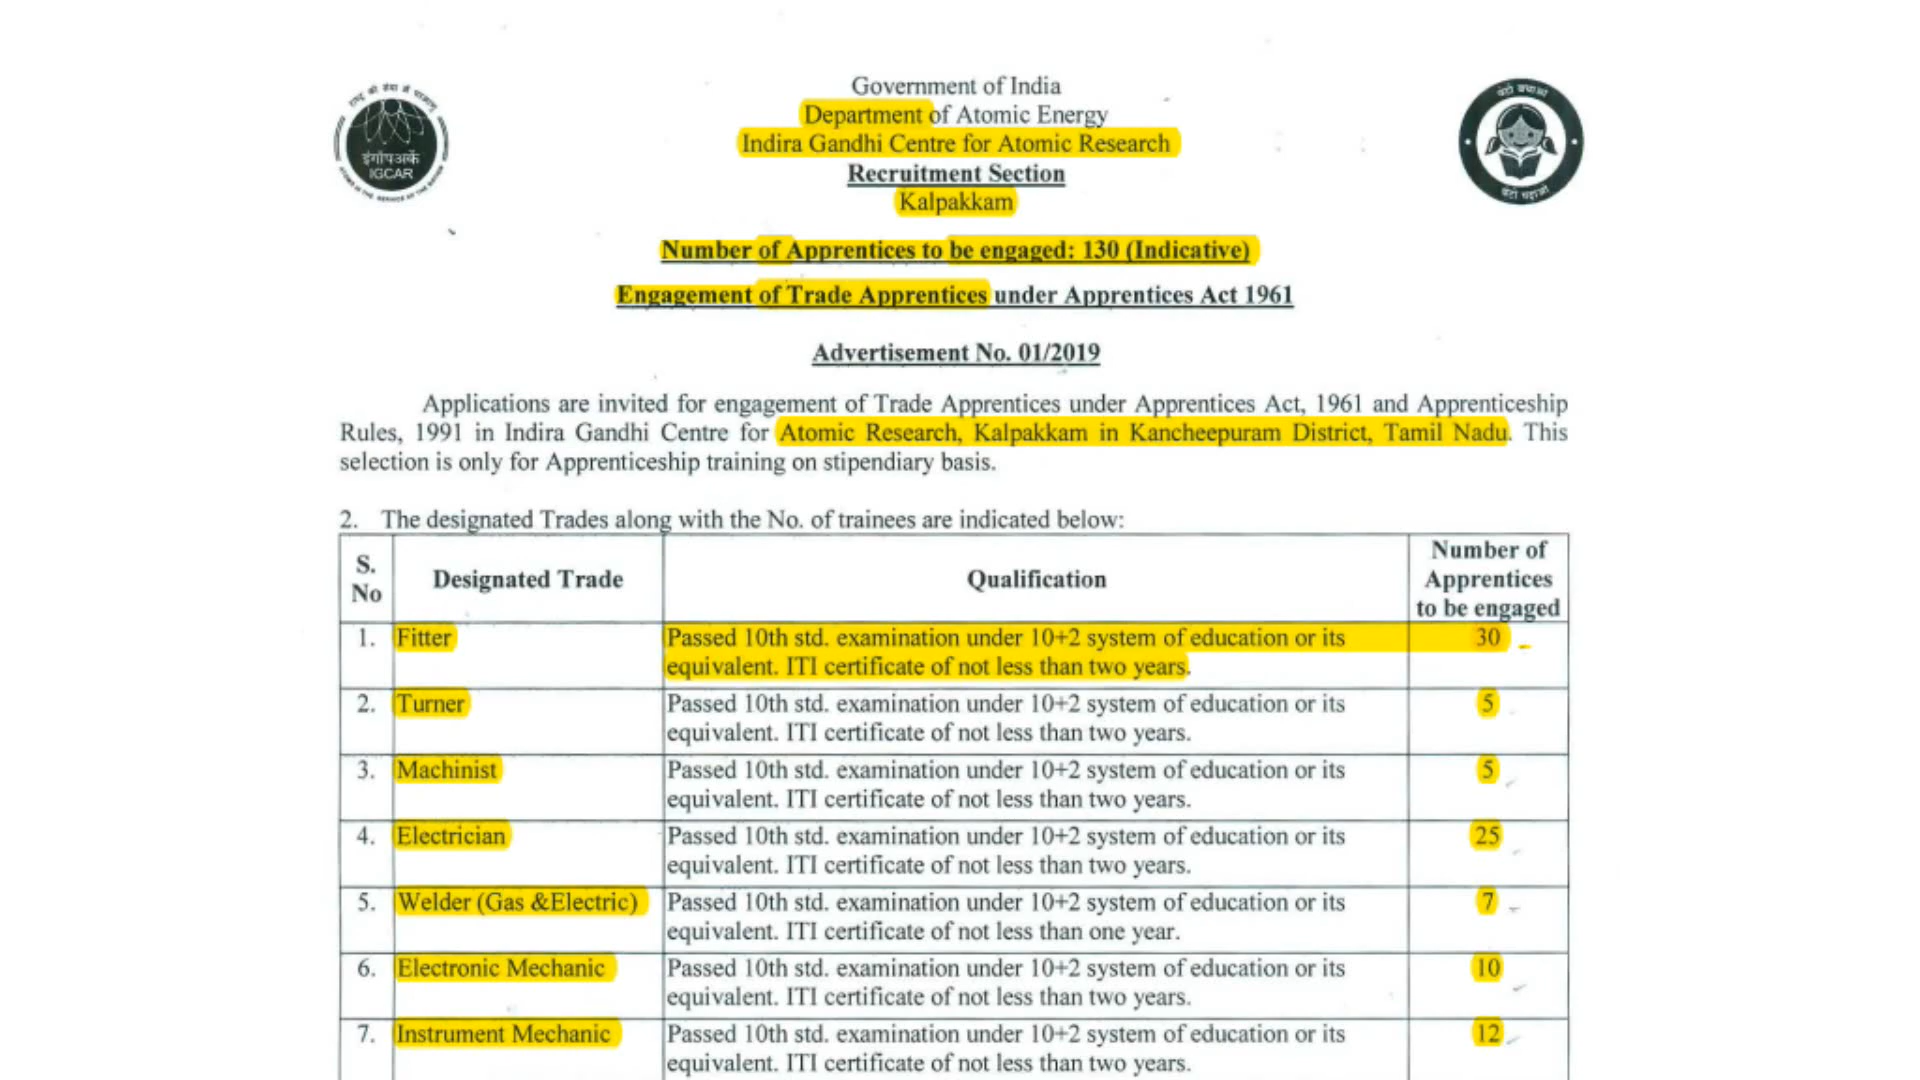 Government of India
Department of Atomic Energy
Indira Gandhi Centre for Atomic Research
Recruitment Section
Kalpakkam
इंगांपअकें
IGCAR
Number of Apprentices to be engaged: 130 (Indicative)
Engagement of Trade Apprentices under Apprentices Act 1961
Advertisement No. 01/2019
Applications are invited for engagement of Trade Apprentices under Apprentices Act, 1961 and Apprenticeship
Rules, 1991 in Indira Gandhi Centre for Atomic Research, Kalpakkam in Kancheepuram District, Tamil Nadu. This
selection is only for Apprenticeship training on stipendiary basis.
2. The designated Trades along with the No. of trainees are indicated below:
S. No Designated Trade Qualification Number of Apprentices to be engaged
1. Fitter Passed 10th std. examination under 10+2 system of education or its 30
equivalent. ITI certificate of not less than two years.
2. Turner Passed 10th std. examination under 10+2 system of education or its 5
equivalent. ITI certificate of not less than two years.
3. Machinist Passed 10th std. examination under 10+2 system of education or its 5
equivalent. ITI certificate of not less than two years.
4. Electrician Passed 10th std. examination under 10+2 system of education or its 25
equivalent. ITI certificate of not less than two years.
5. Welder (Gas &Electric) Passed 10th std. examination under 10+2 system of education or its 7
equivalent. ITI certificate of not less than one year.
6. Electronic Mechanic Passed 10th std. examination under 10+2 system of education or its 10
equivalent. ITI certificate of not less than two years.
7. Instrument Mechanic Passed 10th std. examination under 10+2 system of education or its 12
equivalent. ITI certificate of not less than two years.